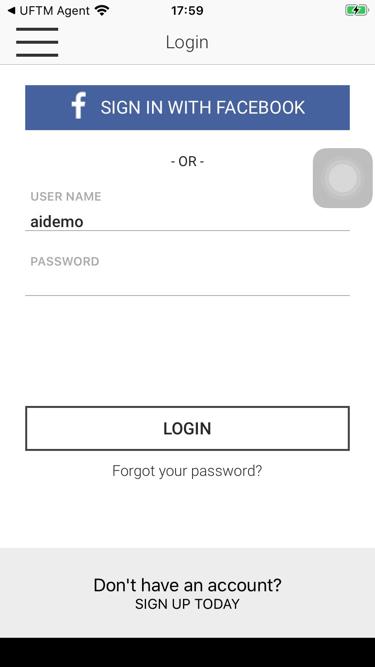 ◀ UFTM Agent 17:59
Login
f SIGN IN WITH FACEBOOK
- OR -
USER NAME
aidemo
PASSWORD
LOGIN
Forgot your password?
Don't have an account?
SIGN UP TODAY